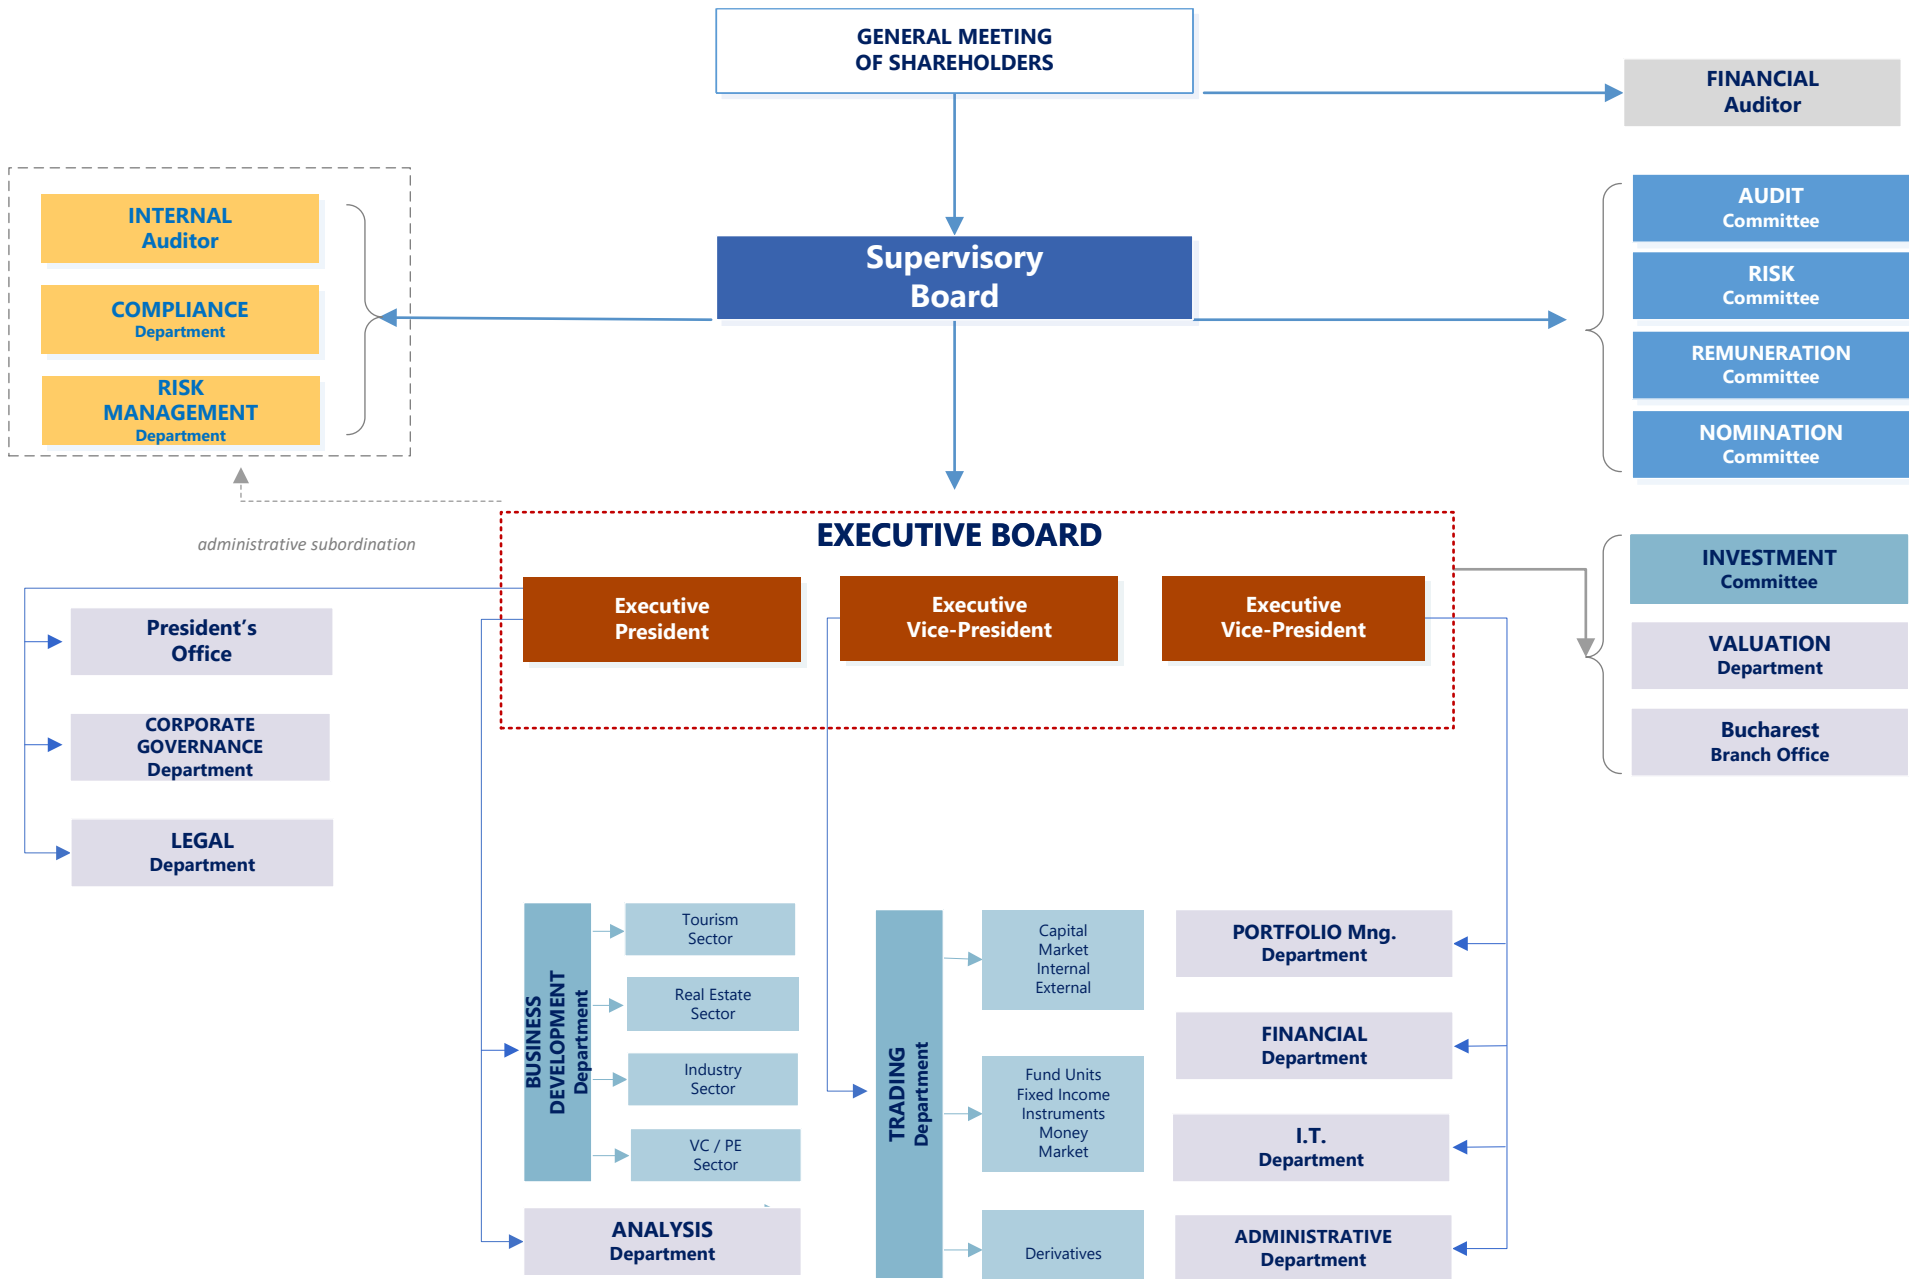 GENERAL MEETING
OF SHAREHOLDERS
FINANCIAL
Auditor
INTERNAL
Auditor
COMPLIANCE
Department
RISK
MANAGEMENT
Department
Supervisory
Board
AUDIT
Committee
RISK
Committee
REMUNERATION
Committee
NOMINATION
Committee
administrative subordination
EXECUTIVE BOARD
Executive
President
Executive
Vice-President
Executive
Vice-President
INVESTMENT
Committee
VALUATION
Department
Bucharest
Branch Office
President’s
Office
CORPORATE
GOVERNANCE
Department
LEGAL
Department
BUSINESS
DEVELOPMENT
Department
Tourism
Sector
Real Estate
Sector
Industry
Sector
VC / PE
Sector
ANALYSIS
Department
TRADING
Department
Capital
Market
Internal
External
Fund Units
Fixed Income
Instruments
Money
Market
Derivatives
PORTFOLIO Mng.
Department
FINANCIAL
Department
I.T.
Department
ADMINISTRATIVE
Department